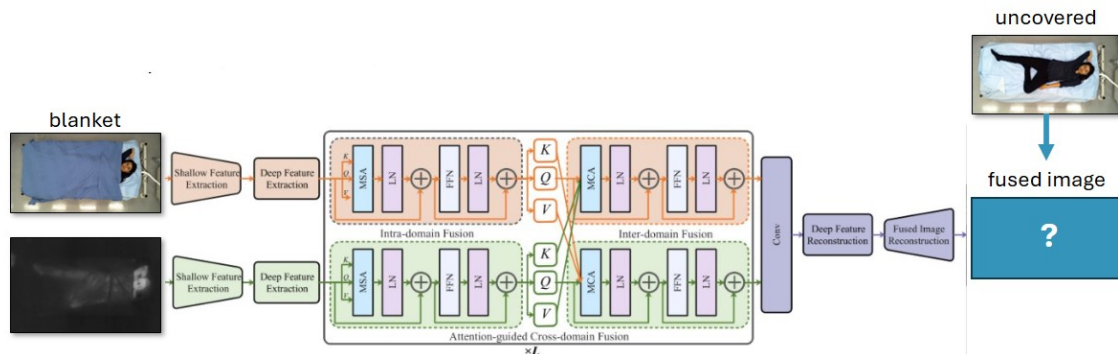 uncovered
blanket
fused image
?
Shallow Feature
Extraction
Deep Feature
Extraction
K
Q
V
MSA
LN
FFN
LN
Intra-domain Fusion
K
Q
V
MCA
LN
FFN
LN
Inter-domain Fusion
Shallow Feature
Extraction
Deep Feature
Extraction
K
Q
V
MSA
LN
FFN
LN
K
Q
V
MCA
LN
FFN
LN
Attention-guided Cross-domain Fusion
×L
Conv
Deep Feature
Reconstruction
Fused Image
Reconstruction